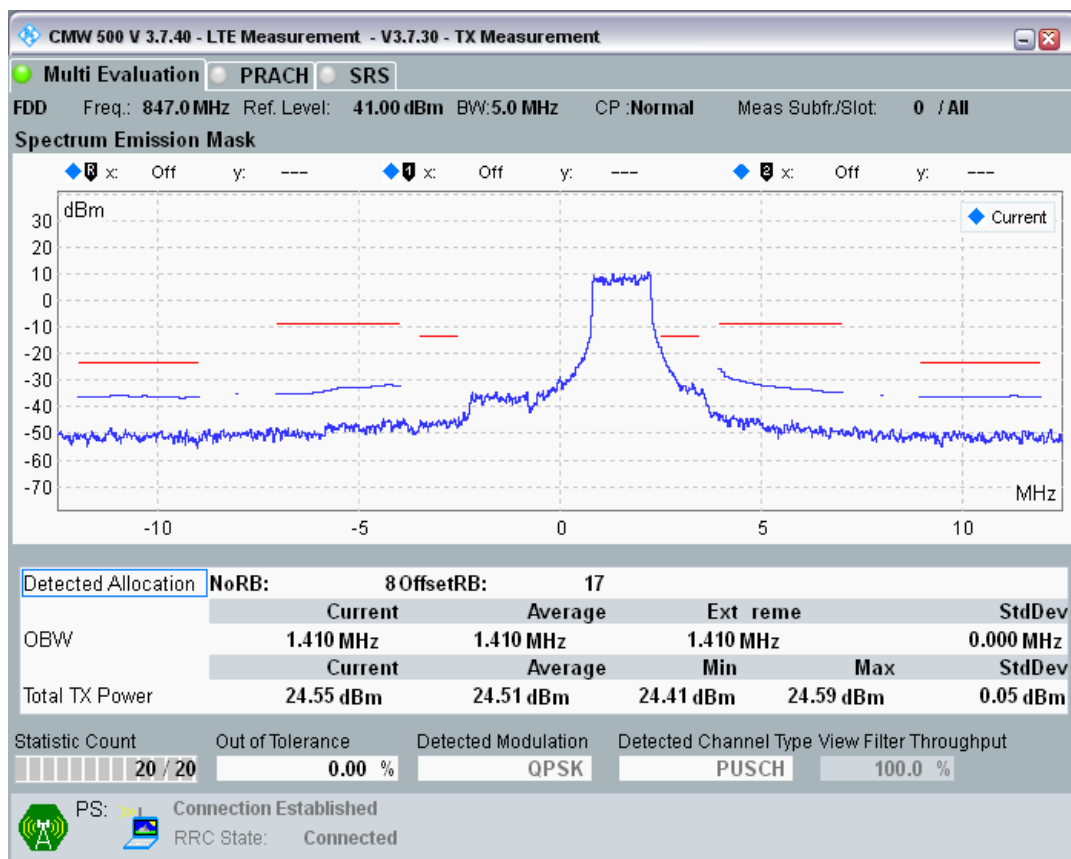 CMW 500 V 3.7.40 - LTE Measurement - V3.7.30 - TX Measurement
Multi Evaluation PRACH SRS
FDD Freq.: 847.0 MHz Ref. Level: 41.00 dBm BW:5.0 MHz CP :Normal Meas Subfr./Slot: 0 / All
Spectrum Emission Mask
R x: Off y: --- 1 x: Off y: --- 2 x: Off y: ---
dBm
Current
30
20
10
0
-10
-20
-30
-40
-50
-60
-70
MHz
-10 -5 0 5 10
Detected Allocation NoRB: 8 OffsetRB: 17
Current Average Ext reme StdDev
OBW 1.410 MHz 1.410 MHz 1.410 MHz 0.000 MHz
Current Average Min Max StdDev
Total TX Power 24.55 dBm 24.51 dBm 24.41 dBm 24.59 dBm 0.05 dBm
Statistic Count Out of Tolerance Detected Modulation Detected Channel Type View Filter Throughput
20 / 20 0.00 % QPSK PUSCH 100.0 %
PS: Connection Established
RRC State: Connected